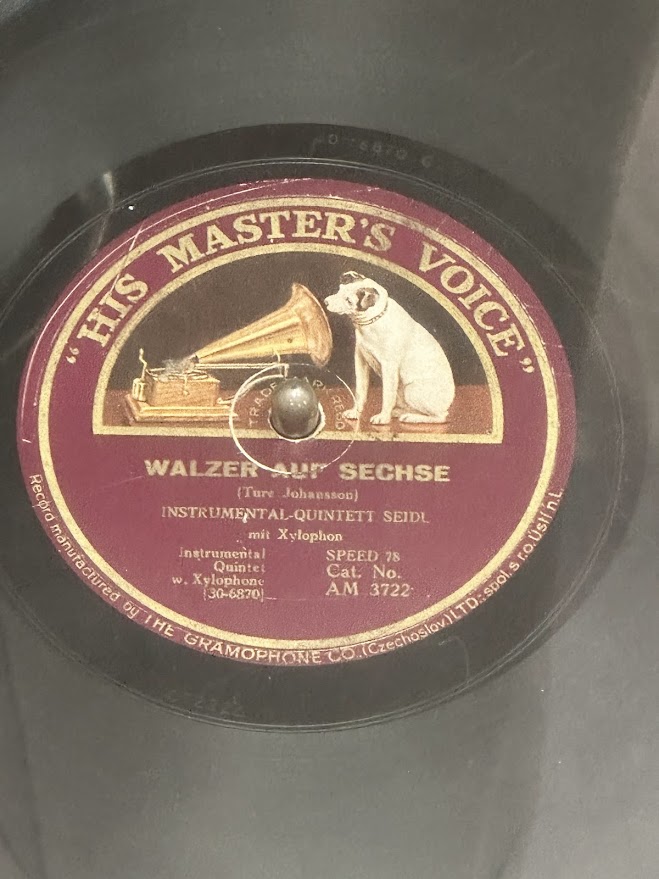 "HIS MASTER'S VOICE"
TRADE MARK REGD
WALZER AUF SECHSE
(Ture Johansson)
INSTRUMENTAL-QUINTETT SEIDL
mit Xylophon
Instrumental
Quintet
w. Xylophone
[30-6870]
SPEED 78
Cat. No.
AM 3722
Record manufactured by THE GRAMOPHONE CO. (Czechoslov.) LTD., spol. s r.o. Ústí n.L.